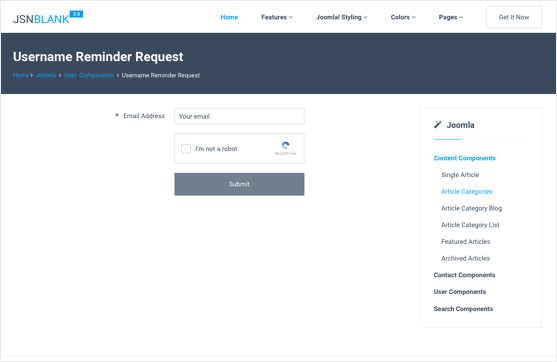 JSNBLANK 3.0
Home Features Joomla! Styling Colors Pages Get It Now
Username Reminder Request
Home > Joomla > User Components > Username Reminder Request
* Email Address Your email
I'm not a robot
reCAPTCHA
Submit
Joomla
Content Components
Single Article
Article Categories
Article Category Blog
Article Category List
Featured Articles
Archived Articles
Contact Components
User Components
Search Components